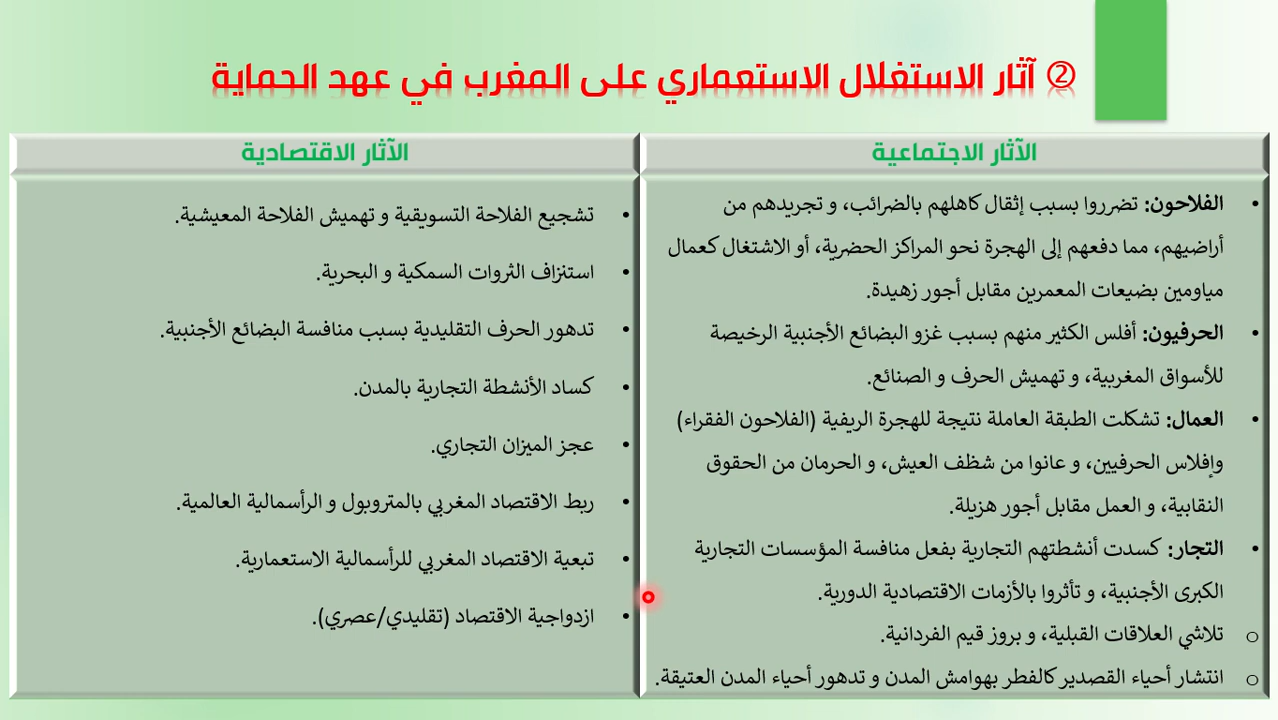 ② آثار الاستغلال الاستعماري على المغرب في عهد الحماية
الآثار الاجتماعية
• الفلاحون: تضرروا بسبب إثقال كاهلهم بالضرائب، و تجريدهم من
أراضيهم، مما دفعهم إلى الهجرة نحو المراكز الحضرية، أو الاشتغال كعمال
مياومين بضيعات المعمرين مقابل أجور زهيدة.
• الحرفيون: أفلس الكثير منهم بسبب غزو البضائع الأجنبية الرخيصة
للأسواق المغربية، و تهميش الحرف و الصنائع.
• العمال: تشكلت الطبقة العاملة نتيجة للهجرة الريفية (الفلاحون الفقراء)
وإفلاس الحرفيين، و عانوا من شظف العيش، و الحرمان من الحقوق
النقابية، و العمل مقابل أجور هزيلة.
• التجار: كسدت أنشطتهم التجارية بفعل منافسة المؤسسات التجارية
الكبرى الأجنبية، و تأثروا بالأزمات الاقتصادية الدورية.
o تلاشي العلاقات القبلية، و بروز قيم الفردانية.
o انتشار أحياء القصدير كالفطر بهوامش المدن و تدهور أحياء المدن العتيقة.
الآثار الاقتصادية
• تشجيع الفلاحة التسويقية و تهميش الفلاحة المعيشية.
• استنزاف الثروات السمكية و البحرية.
• تدهور الحرف التقليدية بسبب منافسة البضائع الأجنبية.
• كساد الأنشطة التجارية بالمدن.
• عجز الميزان التجاري.
• ربط الاقتصاد المغربي بالمتروبول و الرأسمالية العالمية.
• تبعية الاقتصاد المغربي للرأسمالية الاستعمارية.
• ازدواجية الاقتصاد (تقليدي/عصري).